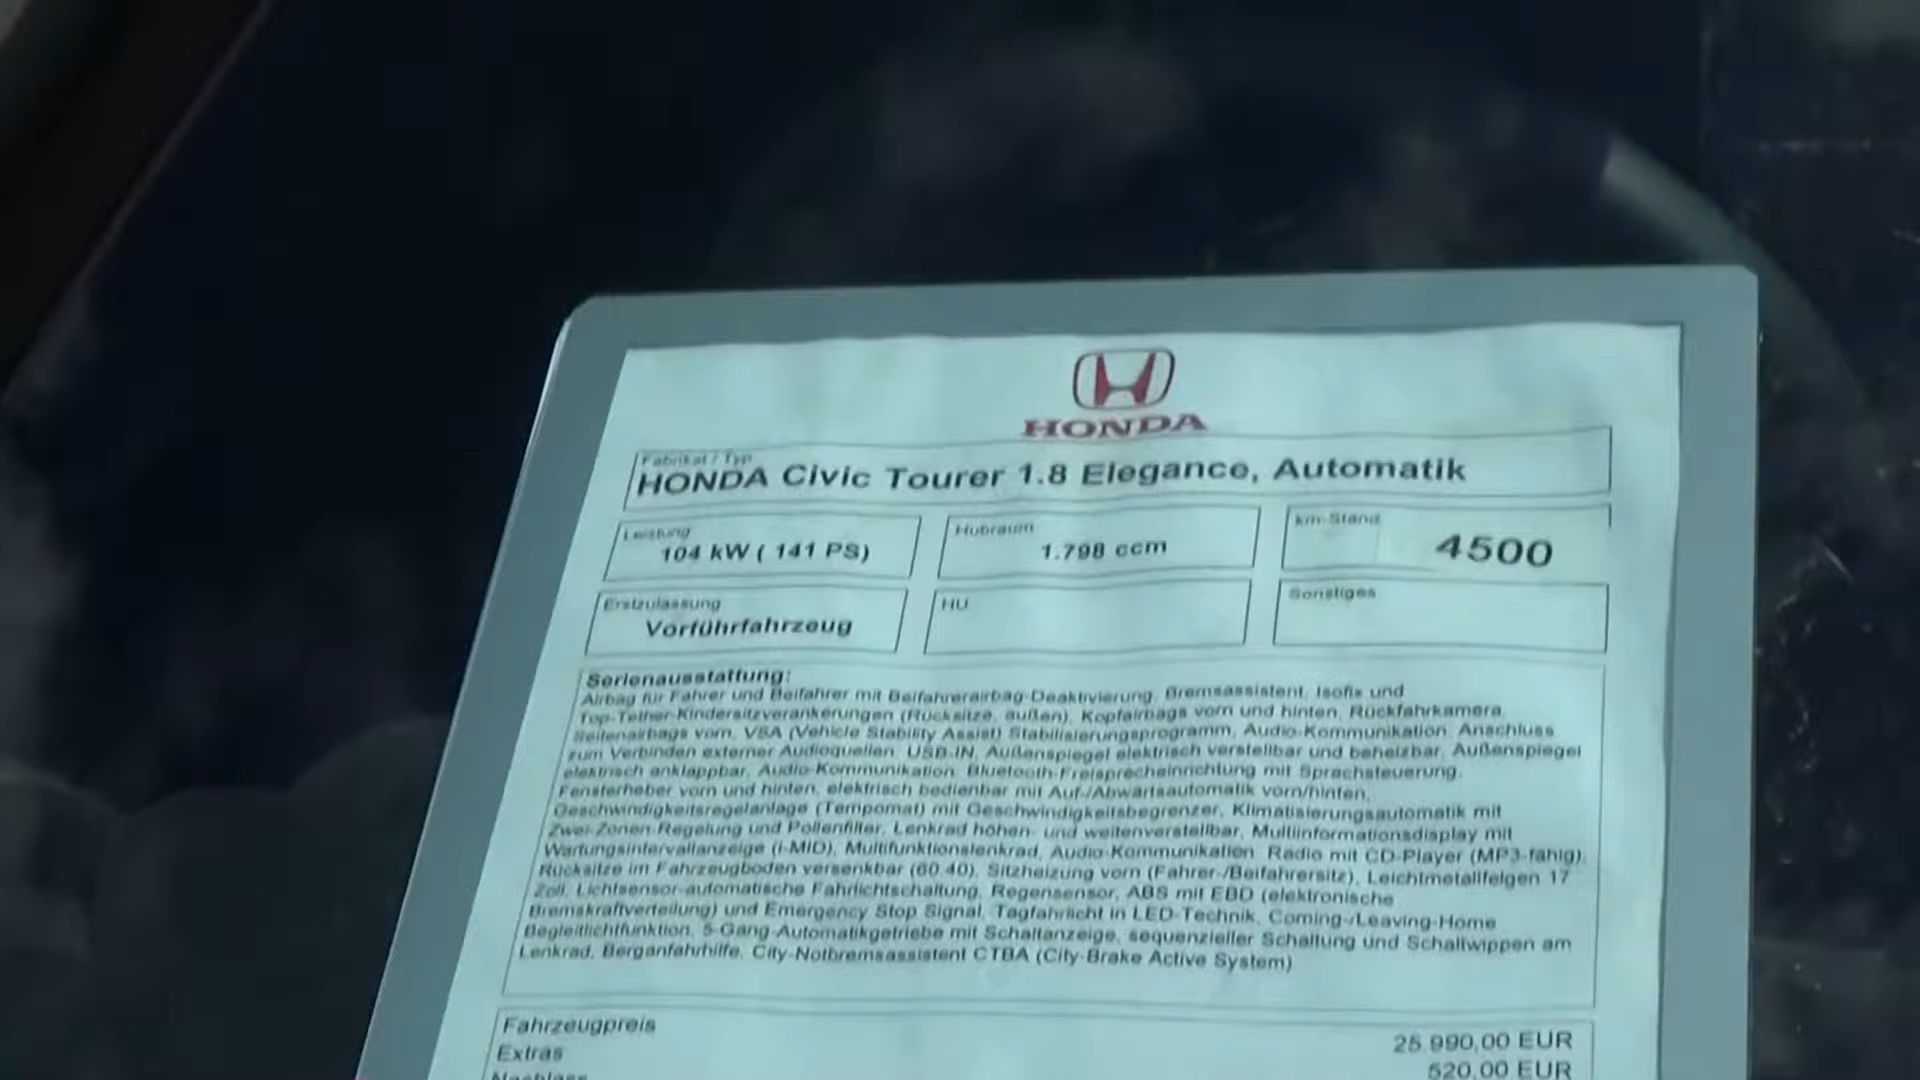 HONDA
Fabrikat / Typ
HONDA Civic Tourer 1.8 Elegance, Automatik
Leistung
104 kW ( 141 PS)
Hubraum
1.798 ccm
km-Stand
4500
Erstzulassung
Vorführfahrzeug
HU
Sonstiges
Serienausstattung:
Airbag für Fahrer und Beifahrer mit Beifahrerairbag-Deaktivierung, Bremsassistent, Isofix und
Top-Tether-Kindersitzverankerungen (Rücksitze, außen), Kopfairbags vorn und hinten, Rückfahrkamera,
Seitenairbags vorn, VSA (Vehicle Stability Assist) Stabilisierungsprogramm, Audio-Kommunikation: Anschluss
zum Verbinden externer Audioquellen: USB-IN, Außenspiegel elektrisch verstellbar und beheizbar, Außenspiegel
elektrisch anklappbar, Audio-Kommunikation: Bluetooth-Freisprecheinrichtung mit Sprachsteuerung,
Fensterheber vorn und hinten, elektrisch bedienbar mit Auf-/Abwärtsautomatik vorn/hinten,
Geschwindigkeitsregelanlage (Tempomat) mit Geschwindigkeitsbegrenzer, Klimatisierungsautomatik mit
Zwei-Zonen-Regelung und Pollenfilter, Lenkrad höhen- und weitenverstellbar, Multiinformationsdisplay mit
Wartungsintervallanzeige (i-MID), Multifunktionslenkrad, Audio-Kommunikation: Radio mit CD-Player (MP3-fähig),
Rücksitze im Fahrzeugboden versenkbar (60:40), Sitzheizung vorn (Fahrer-/Beifahrersitz), Leichtmetallfelgen 17
Zoll, Lichtsensor-automatische Fahrlichtschaltung, Regensensor, ABS mit EBD (elektronische
Bremskraftverteilung) und Emergency Stop Signal, Tagfahrlicht in LED-Technik, Coming-/Leaving-Home
Begleitlichtfunktion, 5-Gang-Automatikgetriebe mit Schaltanzeige, sequenzieller Schaltung und Schaltwippen am
Lenkrad, Berganfahrhilfe, City-Notbremsassistent CTBA (City-Brake Active System)
Fahrzeugpreis 25.990,00 EUR
Extras 520,00 EUR
Nachlass